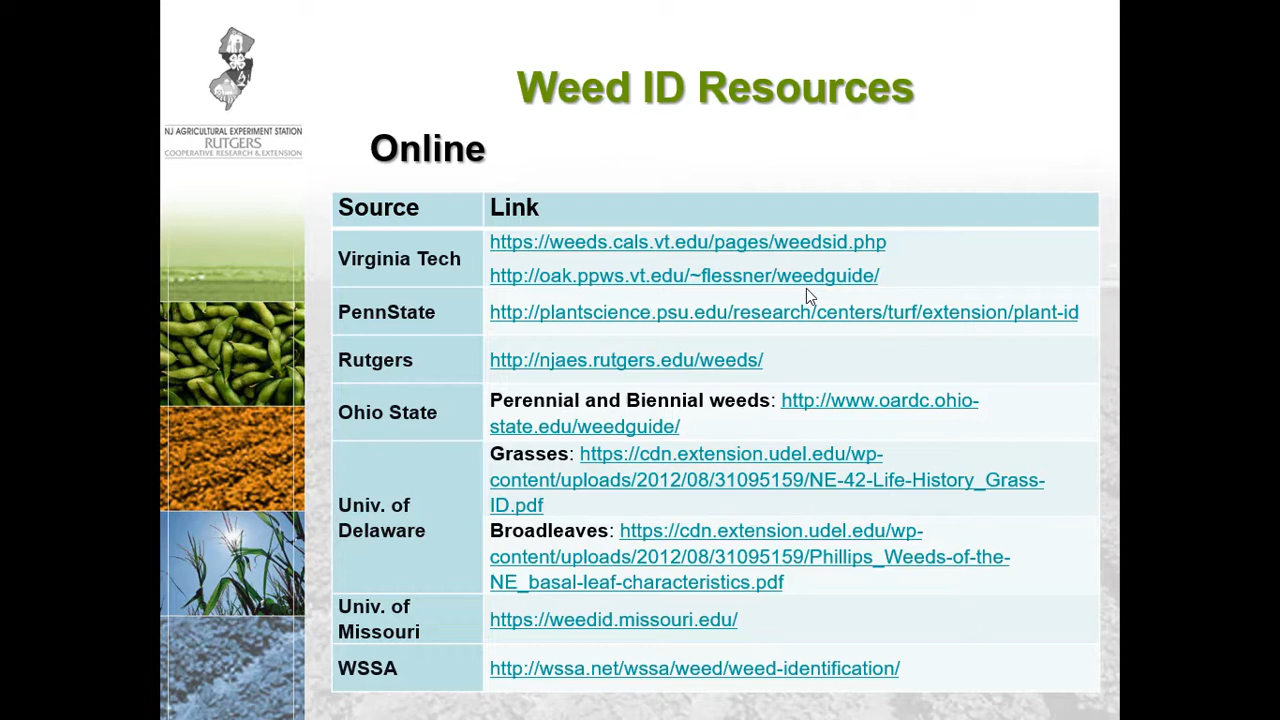 NJ AGRICULTURAL EXPERIMENT STATION
RUTGERS
COOPERATIVE RESEARCH & EXTENSION
Weed ID Resources
Online
Source Link
Virginia Tech
https://weeds.cals.vt.edu/pages/weedsid.php
http://oak.ppws.vt.edu/~flessner/weedguide/
PennState http://plantscience.psu.edu/research/centers/turf/extension/plant-id
Rutgers http://njaes.rutgers.edu/weeds/
Ohio State
Perennial and Biennial weeds: http://www.oardc.ohio-
state.edu/weedguide/
Univ. of
Delaware
Grasses: https://cdn.extension.udel.edu/wp-
content/uploads/2012/08/31095159/NE-42-Life-History_Grass-
ID.pdf
Broadleaves: https://cdn.extension.udel.edu/wp-
content/uploads/2012/08/31095159/Phillips_Weeds-of-the-
NE_basal-leaf-characteristics.pdf
Univ. of
Missouri
https://weedid.missouri.edu/
WSSA http://wssa.net/wssa/weed/weed-identification/